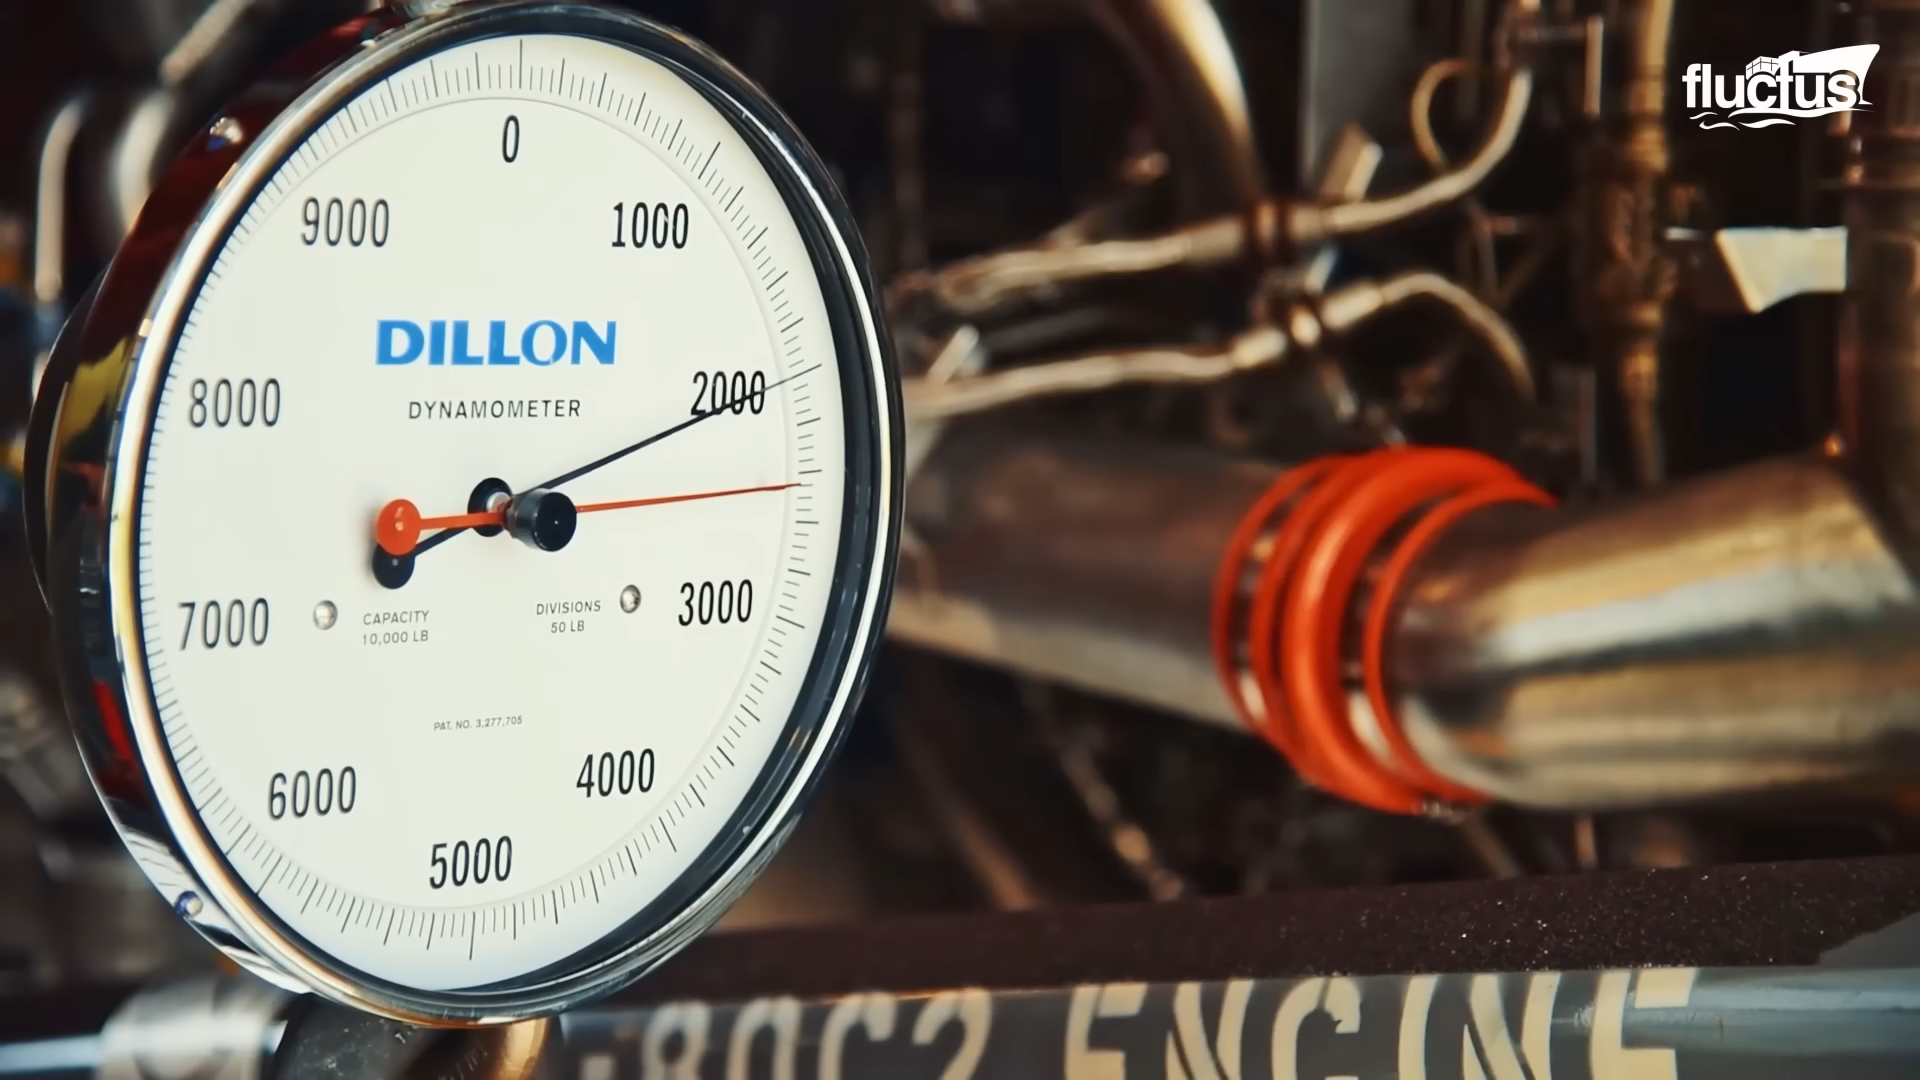 fluctus
0
9000 1000
DILLON
8000 2000
DYNAMOMETER
7000 3000
CAPACITY
10,000 LB
DIVISIONS
50 LB
PAT. NO. 3,277,705
6000 4000
5000
80C2 ENGINE